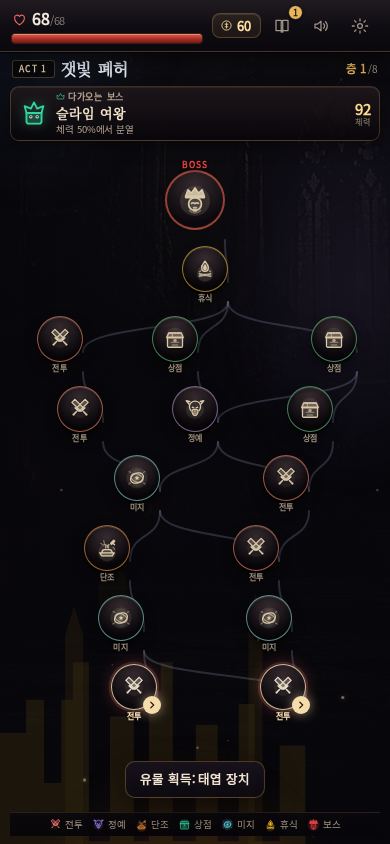 68/68
60
1
ACT 1 잿빛 폐허
층 1/8
다가오는 보스
슬라임 여왕
체력 50%에서 분열
92
체력
BOSS
휴식
전투 상점 상점
전투 정예 상점
미지 전투
단조 전투
미지 미지
전투 전투
유물 획득: 태엽 장치
전투 정예 단조 상점 미지 휴식 보스